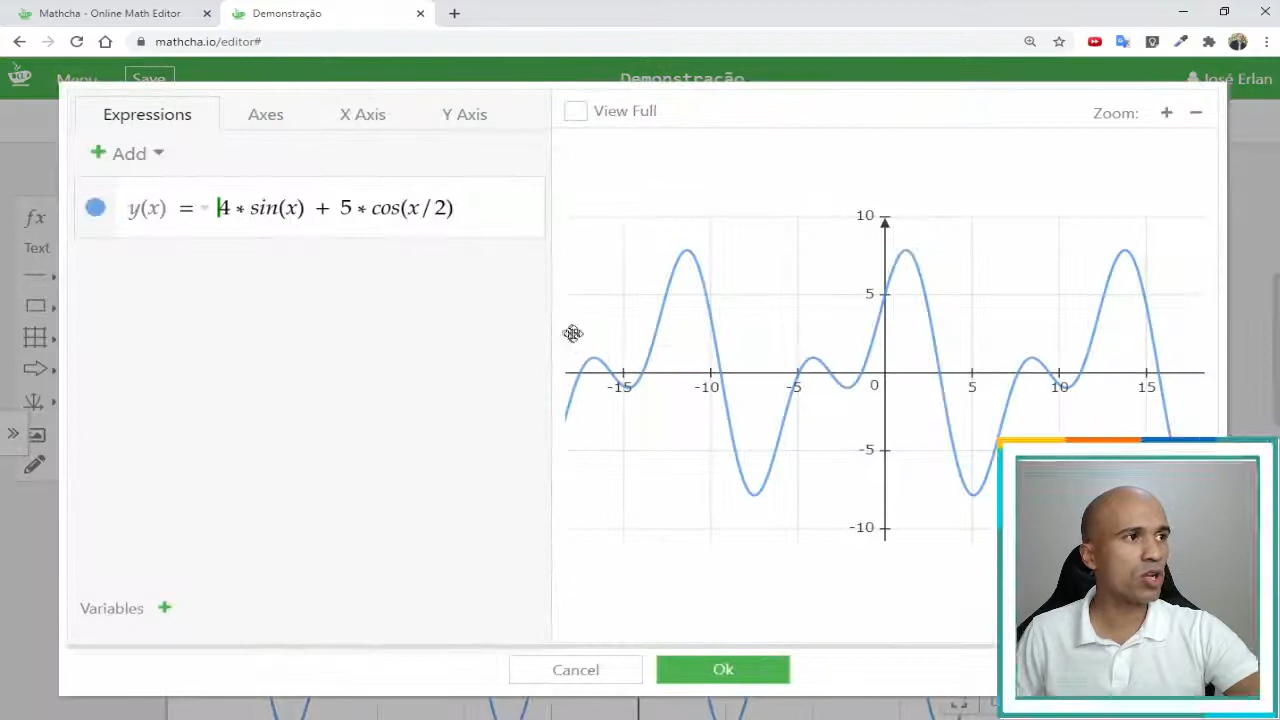 Mathcha - Online Math Editor
Demonstração
mathcha.io/editor#
Menu Save Demonstração José Erlan
Expressions Axes X Axis Y Axis
View Full
Zoom: + −
Add
y(x) = - 4 * sin(x) + 5 * cos(x/2)
fx
Text
10
5
-15 -10 -5 0 5 10 15
-5
-10
Variables +
Cancel Ok